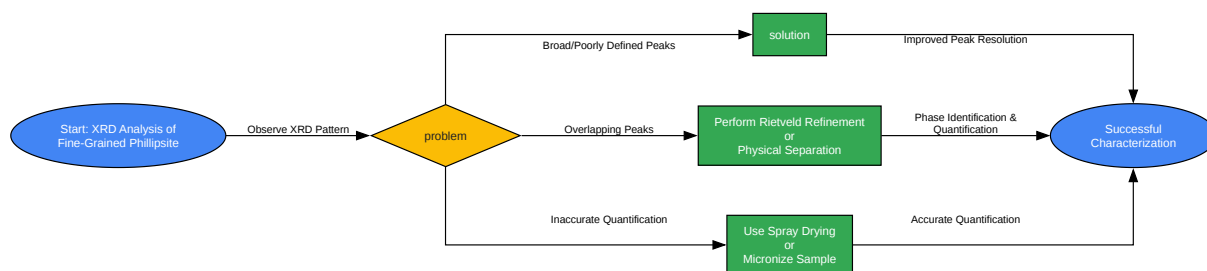 solution
Broad/Poorly Defined Peaks
Improved Peak Resolution
Start: XRD Analysis of
Fine-Grained Phillipsite
Observe XRD Pattern
problem
Overlapping Peaks
Perform Rietveld Refinement
or
Physical Separation
Phase Identification &
Quantification
Successful
Characterization
Inaccurate Quantification
Use Spray Drying
or
Micronize Sample
Accurate Quantification